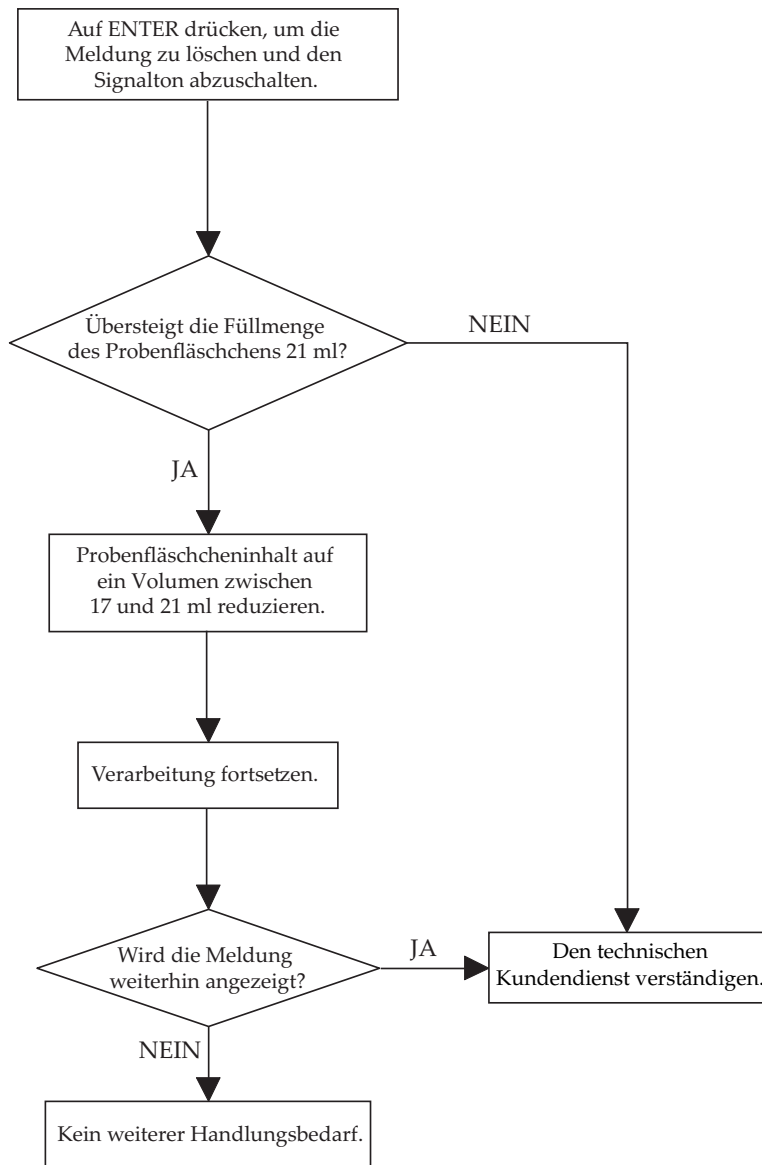 Auf ENTER drücken, um die
Meldung zu löschen und den
Signalton abzuschalten.
Übersteigt die Füllmenge
des Probenfläschchens 21 ml?
NEIN
JA
Probenfläschcheninhalt auf
ein Volumen zwischen
17 und 21 ml reduzieren.
Verarbeitung fortsetzen.
Wird die Meldung
weiterhin angezeigt?
JA
Den technischen
Kundendienst verständigen.
NEIN
Kein weiterer Handlungsbedarf.